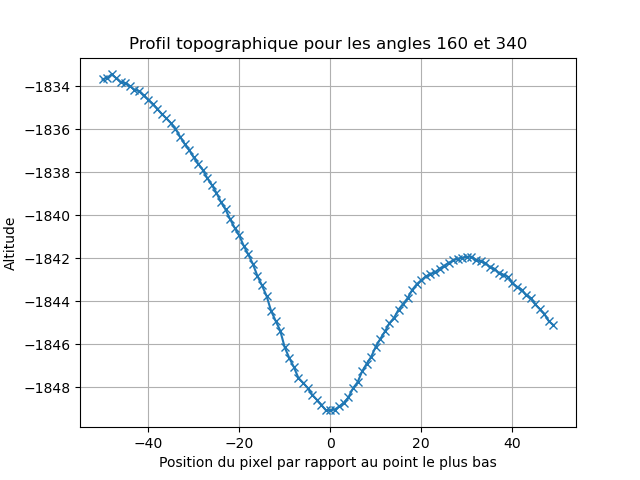 Profil topographique pour les angles 160 et 340
Altitude
−1834
−1836
−1838
−1840
−1842
−1844
−1846
−1848
−40 −20 0 20 40
Position du pixel par rapport au point le plus bas